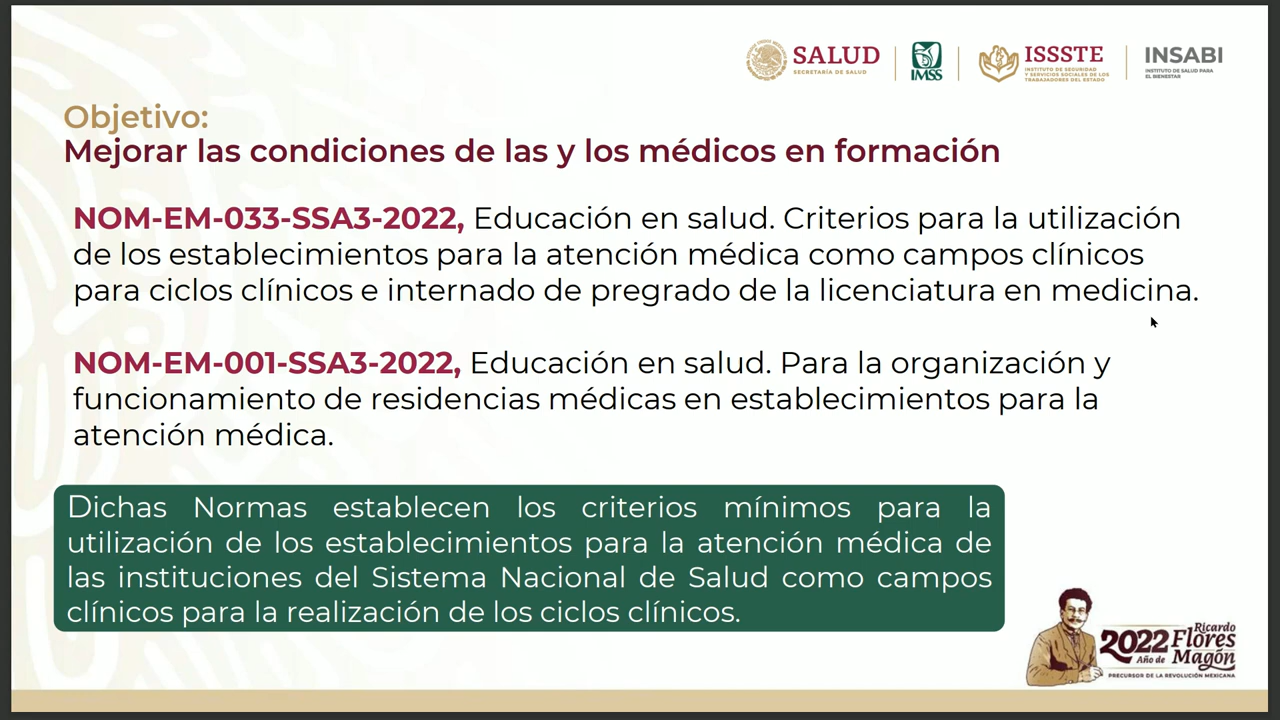 SALUD
SECRETARÍA DE SALUD
IMSS
ISSSTE
INSTITUTO DE SEGURIDAD
Y SERVICIOS SOCIALES DE LOS
TRABAJADORES DEL ESTADO
INSABI
INSTITUTO DE SALUD PARA
EL BIENESTAR
Objetivo:
Mejorar las condiciones de las y los médicos en formación
NOM-EM-033-SSA3-2022, Educación en salud. Criterios para la utilización
de los establecimientos para la atención médica como campos clínicos
para ciclos clínicos e internado de pregrado de la licenciatura en medicina.
NOM-EM-001-SSA3-2022, Educación en salud. Para la organización y
funcionamiento de residencias médicas en establecimientos para la
atención médica.
Dichas Normas establecen los criterios mínimos para la
utilización de los establecimientos para la atención médica de
las instituciones del Sistema Nacional de Salud como campos
clínicos para la realización de los ciclos clínicos.
2022 Ricardo
Flores
Año de Magón
PRECURSOR DE LA REVOLUCIÓN MEXICANA